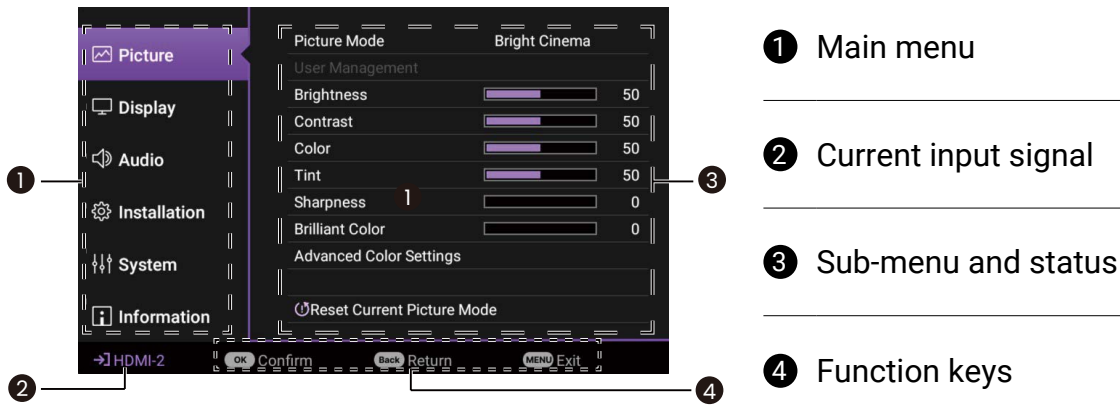 Picture
Display
Audio
Installation
System
Information
Picture Mode Bright Cinema
User Management
Brightness 50
Contrast 50
Color 50
Tint 50
Sharpness 0
Brilliant Color 0
Advanced Color Settings
Reset Current Picture Mode
HDMI-2
OK Confirm
Back Return
MENU Exit
1
1
3
2
4
1 Main menu
2 Current input signal
3 Sub-menu and status
4 Function keys